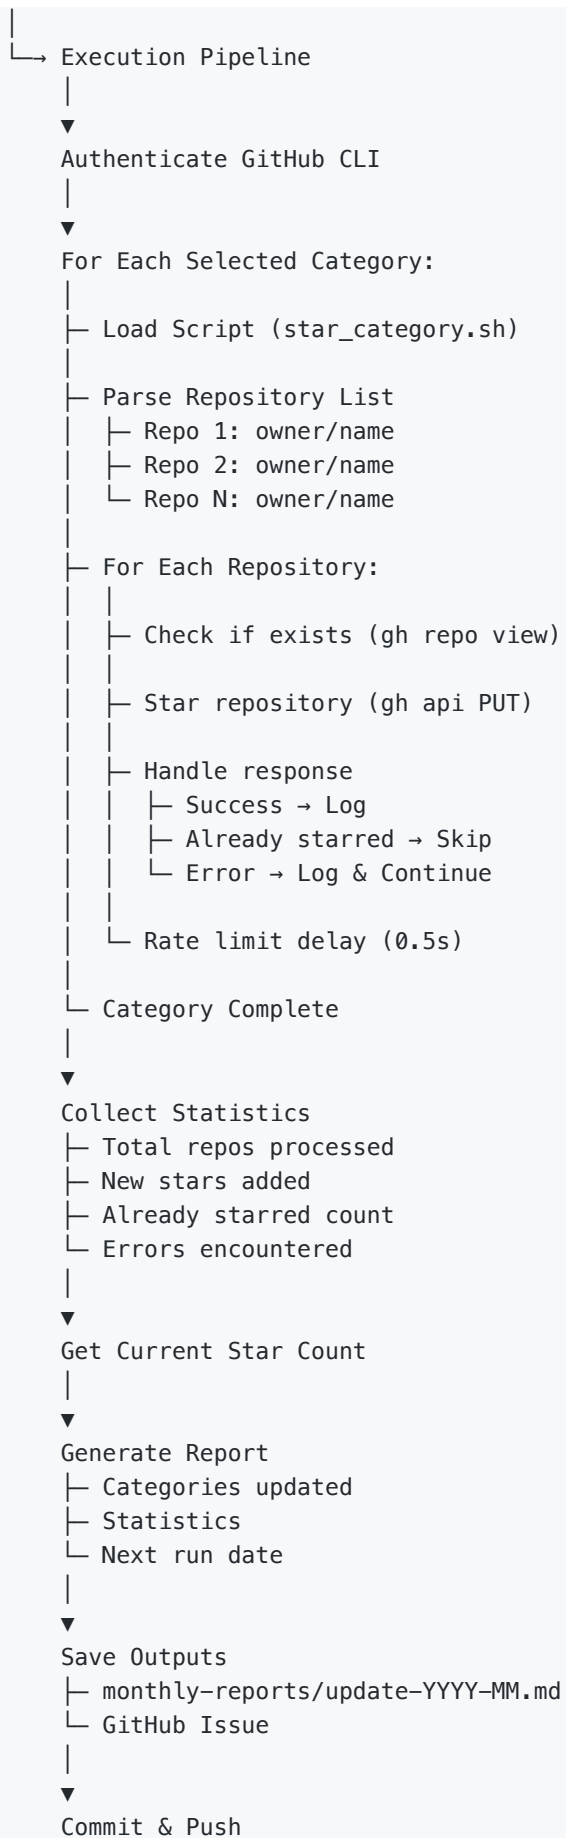 │
└─→ Execution Pipeline
    │
    ▼
    Authenticate GitHub CLI
    │
    ▼
    For Each Selected Category:
    │
    ├─ Load Script (star_category.sh)
    │
    ├─ Parse Repository List
    │  ├─ Repo 1: owner/name
    │  ├─ Repo 2: owner/name
    │  └─ Repo N: owner/name
    │
    ├─ For Each Repository:
    │  │
    │  ├─ Check if exists (gh repo view)
    │  │
    │  ├─ Star repository (gh api PUT)
    │  │
    │  ├─ Handle response
    │  │  ├─ Success → Log
    │  │  ├─ Already starred → Skip
    │  │  └─ Error → Log & Continue
    │  │
    │  └─ Rate limit delay (0.5s)
    │
    └─ Category Complete
    │
    ▼
    Collect Statistics
    ├─ Total repos processed
    ├─ New stars added
    ├─ Already starred count
    └─ Errors encountered
    │
    ▼
    Get Current Star Count
    │
    ▼
    Generate Report
    ├─ Categories updated
    ├─ Statistics
    └─ Next run date
    │
    ▼
    Save Outputs
    ├─ monthly-reports/update-YYYY-MM.md
    └─ GitHub Issue
    │
    ▼
    Commit & Push